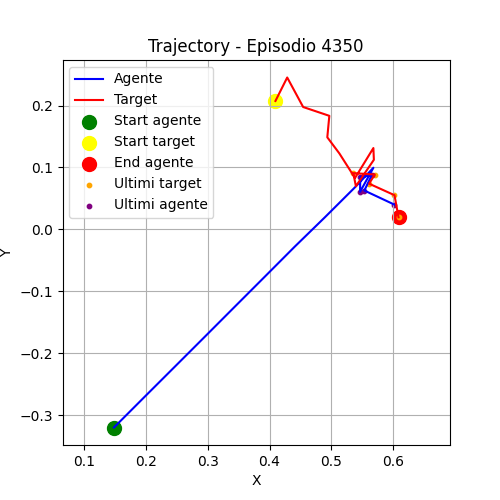 Trajectory - Episodio 4350
Agente
Target
Start agente
Start target
End agente
Ultimi target
Ultimi agente
0.2
0.1
0.0
−0.1
−0.2
−0.3
Y
0.1 0.2 0.3 0.4 0.5 0.6
X